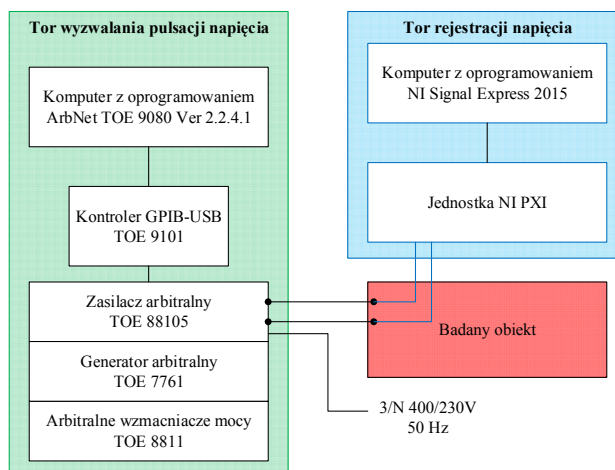 Tor wyzwalania pulsacji napięcia
Komputer z oprogramowaniem
ArbNet TOE 9080 Ver 2.2.4.1
Kontroler GPIB-USB
TOE 9101
Zasilacz arbitralny
TOE 88105
Generator arbitralny
TOE 7761
Arbitralne wzmacniacze mocy
TOE 8811
Tor rejestracji napięcia
Komputer z oprogramowaniem
NI Signal Express 2015
Jednostka NI PXI
Badany obiekt
3/N 400/230V
50 Hz